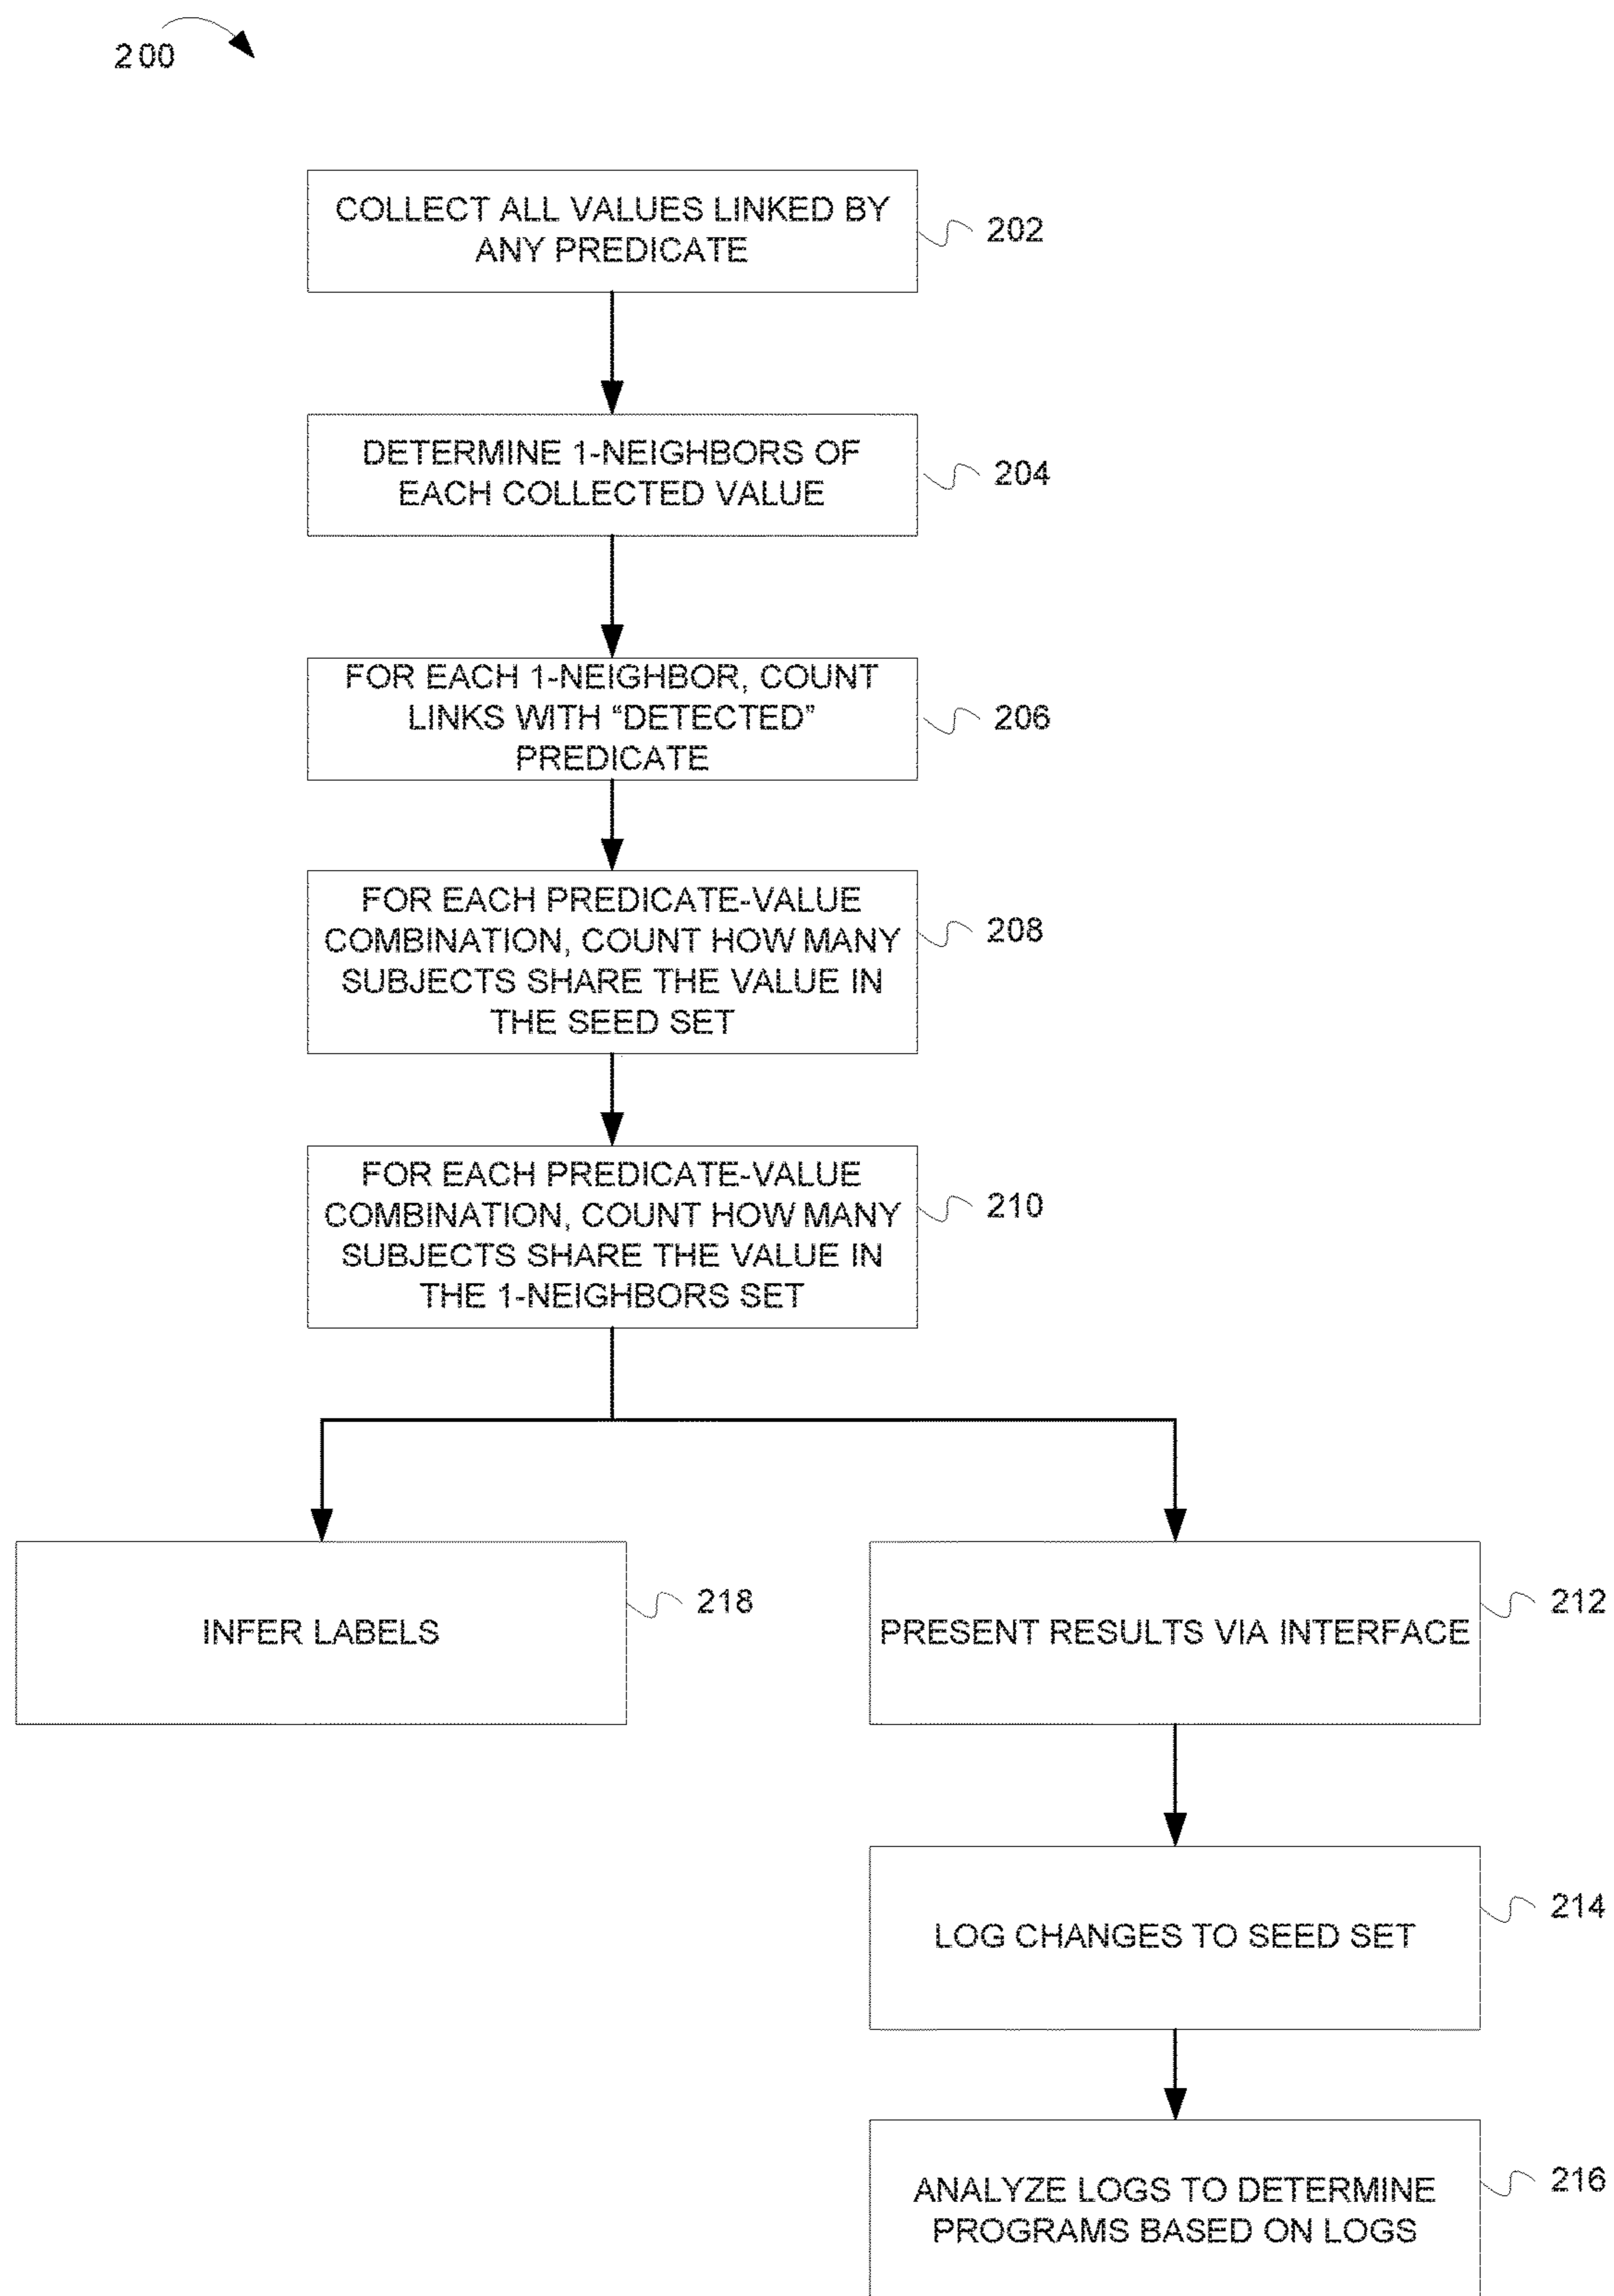 200
COLLECT ALL VALUES LINKED BY
ANY PREDICATE
202
DETERMINE 1-NEIGHBORS OF
EACH COLLECTED VALUE
204
FOR EACH 1-NEIGHBOR, COUNT
LINKS WITH “DETECTED”
PREDICATE
206
FOR EACH PREDICATE-VALUE
COMBINATION, COUNT HOW MANY
SUBJECTS SHARE THE VALUE IN
THE SEED SET
208
FOR EACH PREDICATE-VALUE
COMBINATION, COUNT HOW MANY
SUBJECTS SHARE THE VALUE IN
THE 1-NEIGHBORS SET
210
INFER LABELS
218
PRESENT RESULTS VIA INTERFACE
212
LOG CHANGES TO SEED SET
214
ANALYZE LOGS TO DETERMINE
PROGRAMS BASED ON LOGS
216